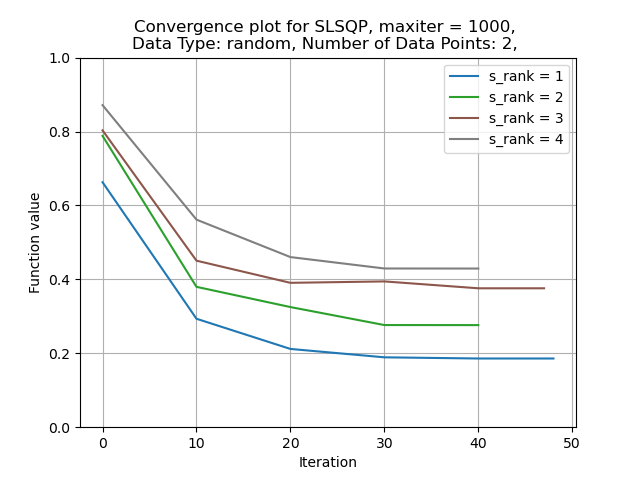 Convergence plot for SLSQP, maxiter = 1000,
Data Type: random, Number of Data Points: 2,
1.0
0.8
0.6
0.4
0.2
0.0
Function value
s_rank = 1
s_rank = 2
s_rank = 3
s_rank = 4
0 10 20 30 40 50
Iteration